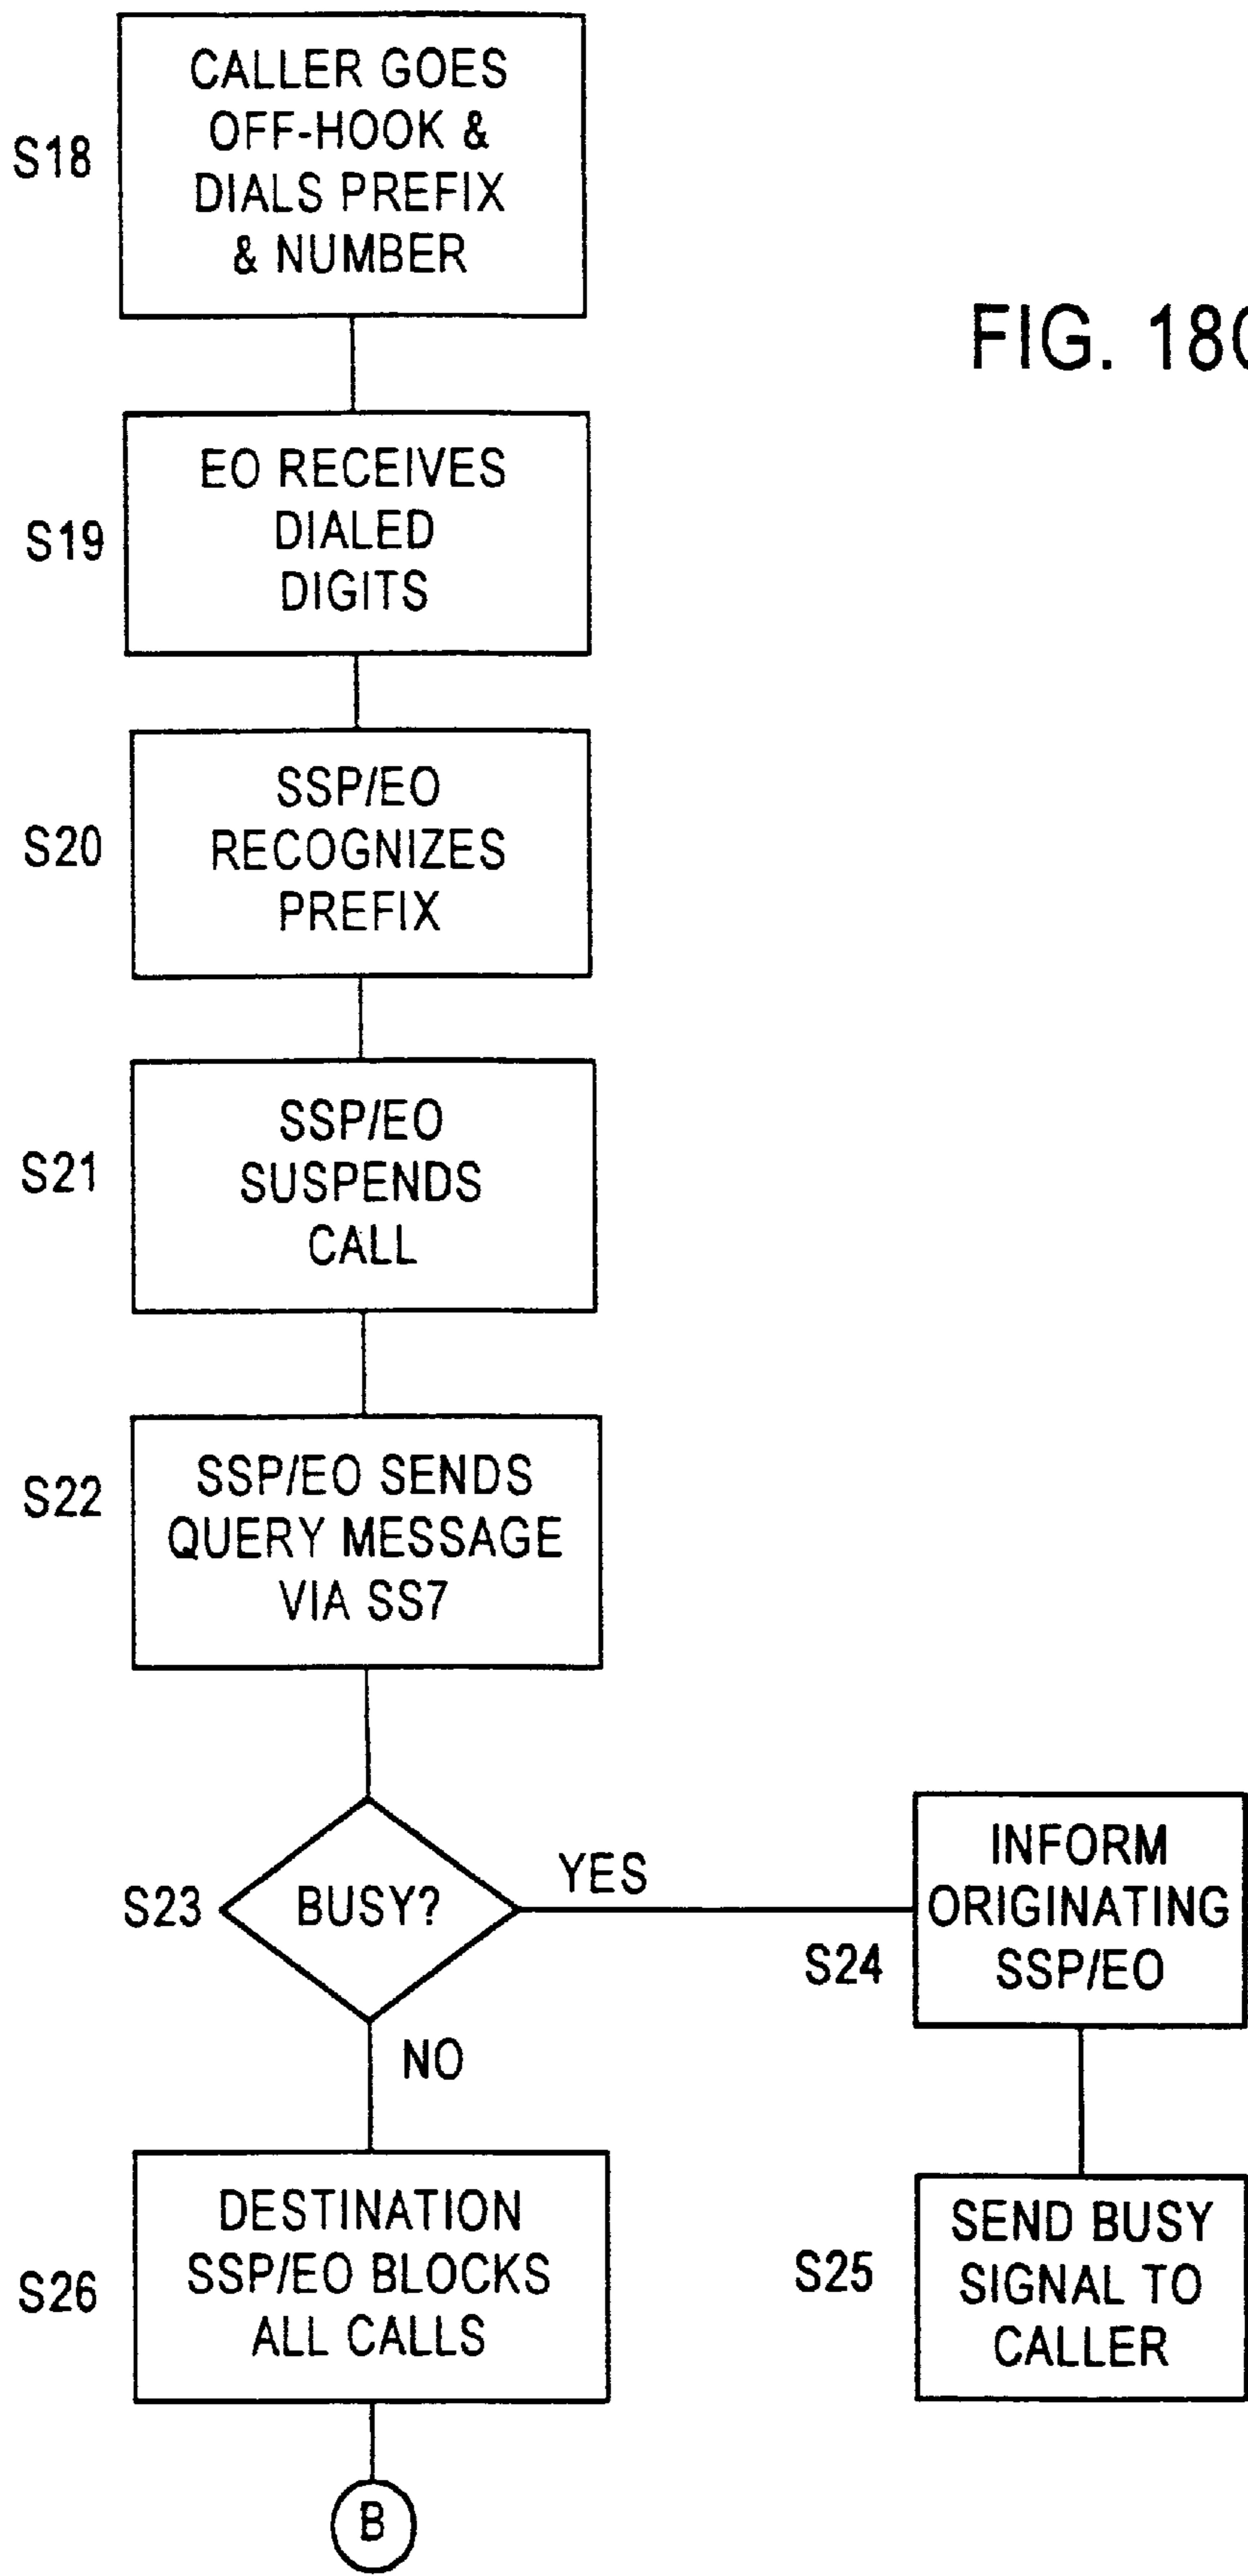 S18
CALLER GOES
OFF-HOOK &
DIALS PREFIX
& NUMBER
FIG. 18C
S19
EO RECEIVES
DIALED
DIGITS
S20
SSP/EO
RECOGNIZES
PREFIX
S21
SSP/EO
SUSPENDS
CALL
S22
SSP/EO SENDS
QUERY MESSAGE
VIA SS7
S23
BUSY?
YES
NO
S24
INFORM
ORIGINATING
SSP/EO
S25
SEND BUSY
SIGNAL TO
CALLER
S26
DESTINATION
SSP/EO BLOCKS
ALL CALLS
B